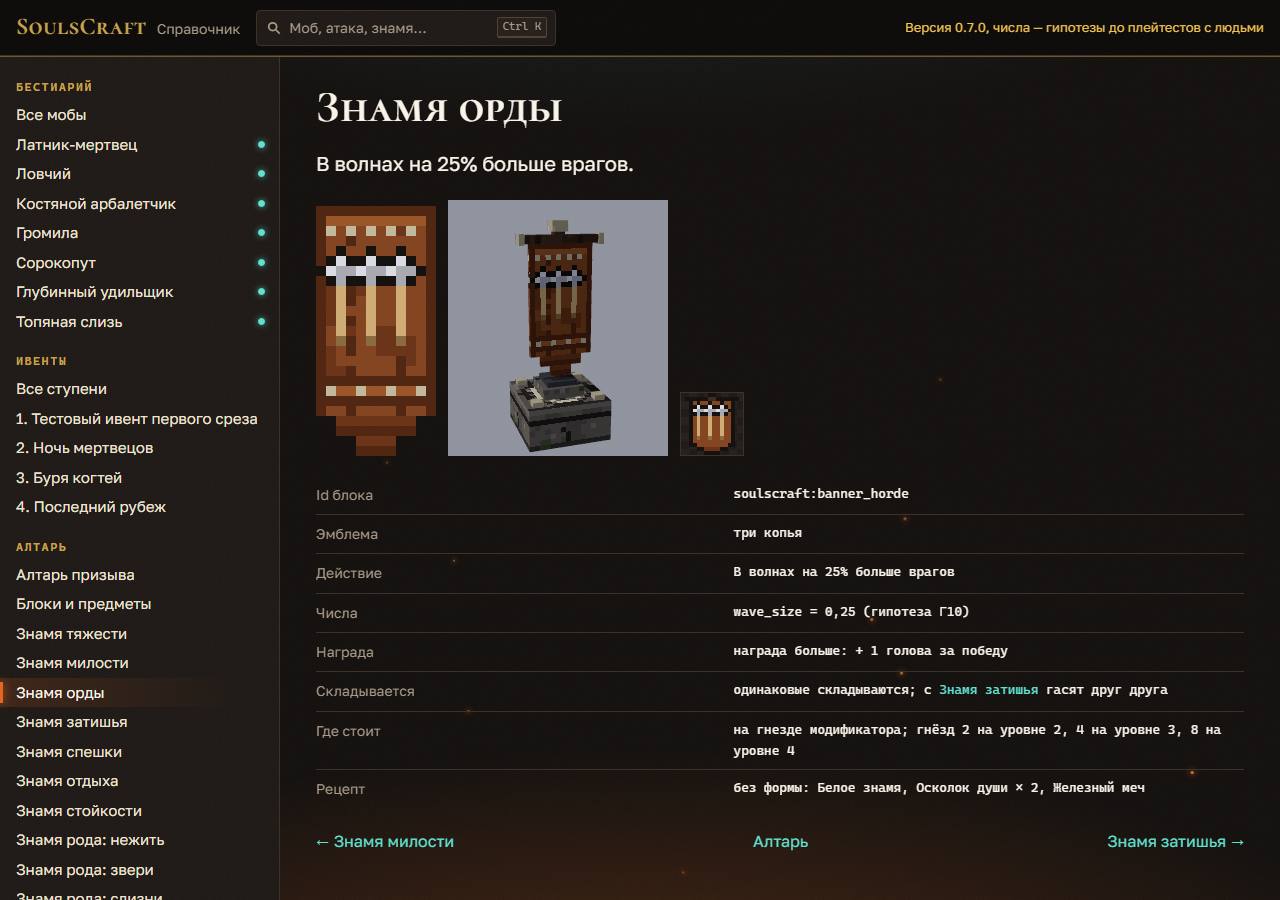 SoulsCraft Справочник
Моб, атака, знамя…
Ctrl K
Версия 0.7.0, числа — гипотезы до плейтестов с людьми
БЕСТИАРИЙ
Все мобы
Латник-мертвец
Ловчий
Костяной арбалетчик
Громила
Сорокопут
Глубинный удильщик
Топяная слизь
ИВЕНТЫ
Все ступени
1. Тестовый ивент первого среза
2. Ночь мертвецов
3. Буря когтей
4. Последний рубеж
АЛТАРЬ
Алтарь призыва
Блоки и предметы
Знамя тяжести
Знамя милости
Знамя орды
Знамя затишья
Знамя спешки
Знамя отдыха
Знамя стойкости
Знамя рода: нежить
Знамя рода: звери
Знамя рода: слизни
Знамя орды
В волнах на 25% больше врагов.
Id блока soulscraft:banner_horde
Эмблема три копья
Действие В волнах на 25% больше врагов
Числа wave_size = 0,25 (гипотеза Г10)
Награда награда больше: + 1 голова за победу
Складывается одинаковые складываются; с Знамя затишья гасят друг друга
Где стоит на гнезде модификатора; гнёзд 2 на уровне 2, 4 на уровне 3, 8 на
уровне 4
Рецепт без формы: Белое знамя, Осколок души × 2, Железный меч
← Знамя милости
Алтарь
Знамя затишья →